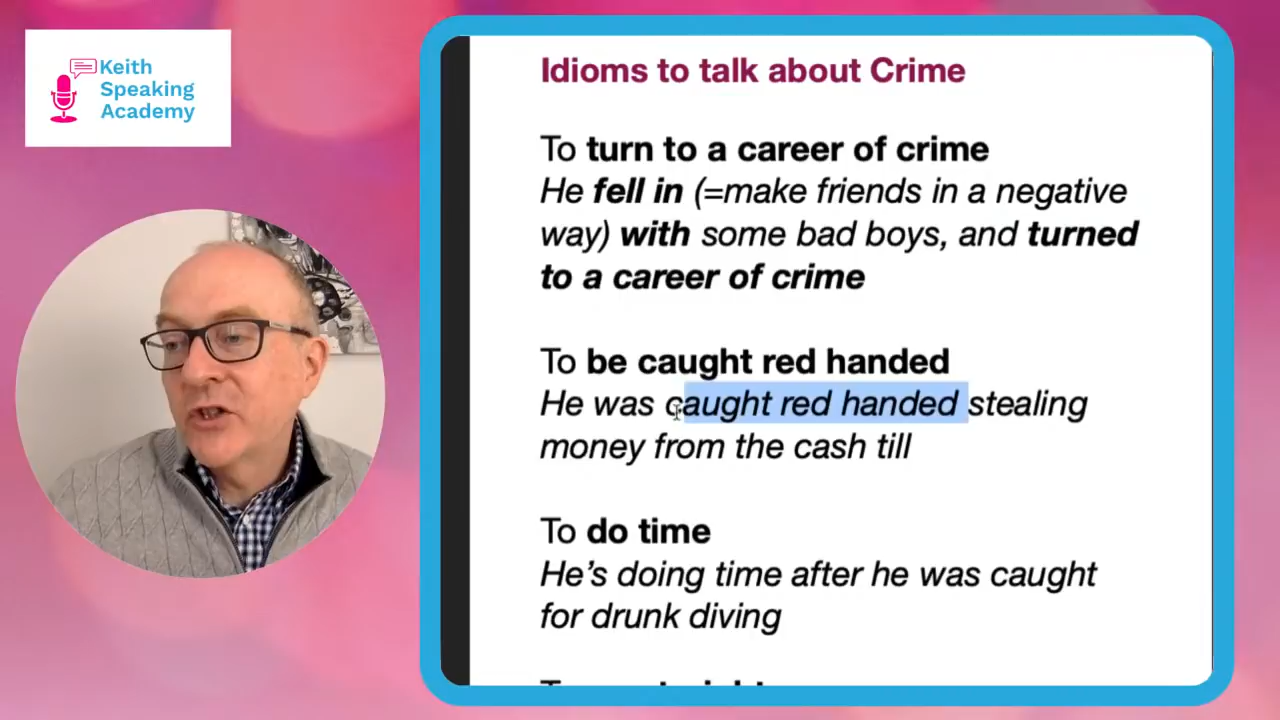 Keith
Speaking
Academy
Idioms to talk about Crime
To turn to a career of crime
He fell in (=make friends in a negative
way) with some bad boys, and turned
to a career of crime
To be caught red handed
He was caught red handed stealing
money from the cash till
To do time
He's doing time after he was caught
for drunk diving